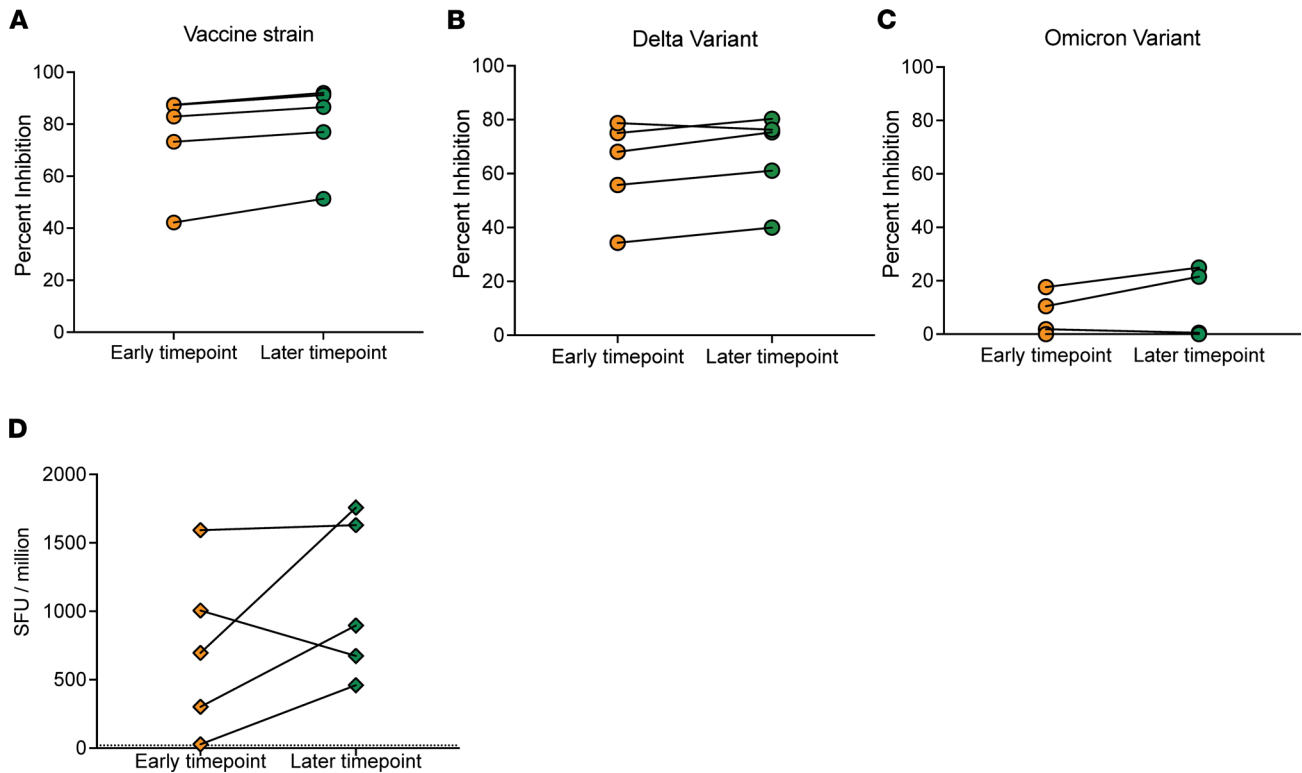 A
Vaccine strain
Percent Inhibition
100
80
60
40
20
0
Early timepoint Later timepoint
B
Delta Variant
Percent Inhibition
100
80
60
40
20
0
Early timepoint Later timepoint
C
Omicron Variant
Percent Inhibition
100
80
60
40
20
0
Early timepoint Later timepoint
D
SFU / million
2000
1500
1000
500
0
Early timepoint Later timepoint